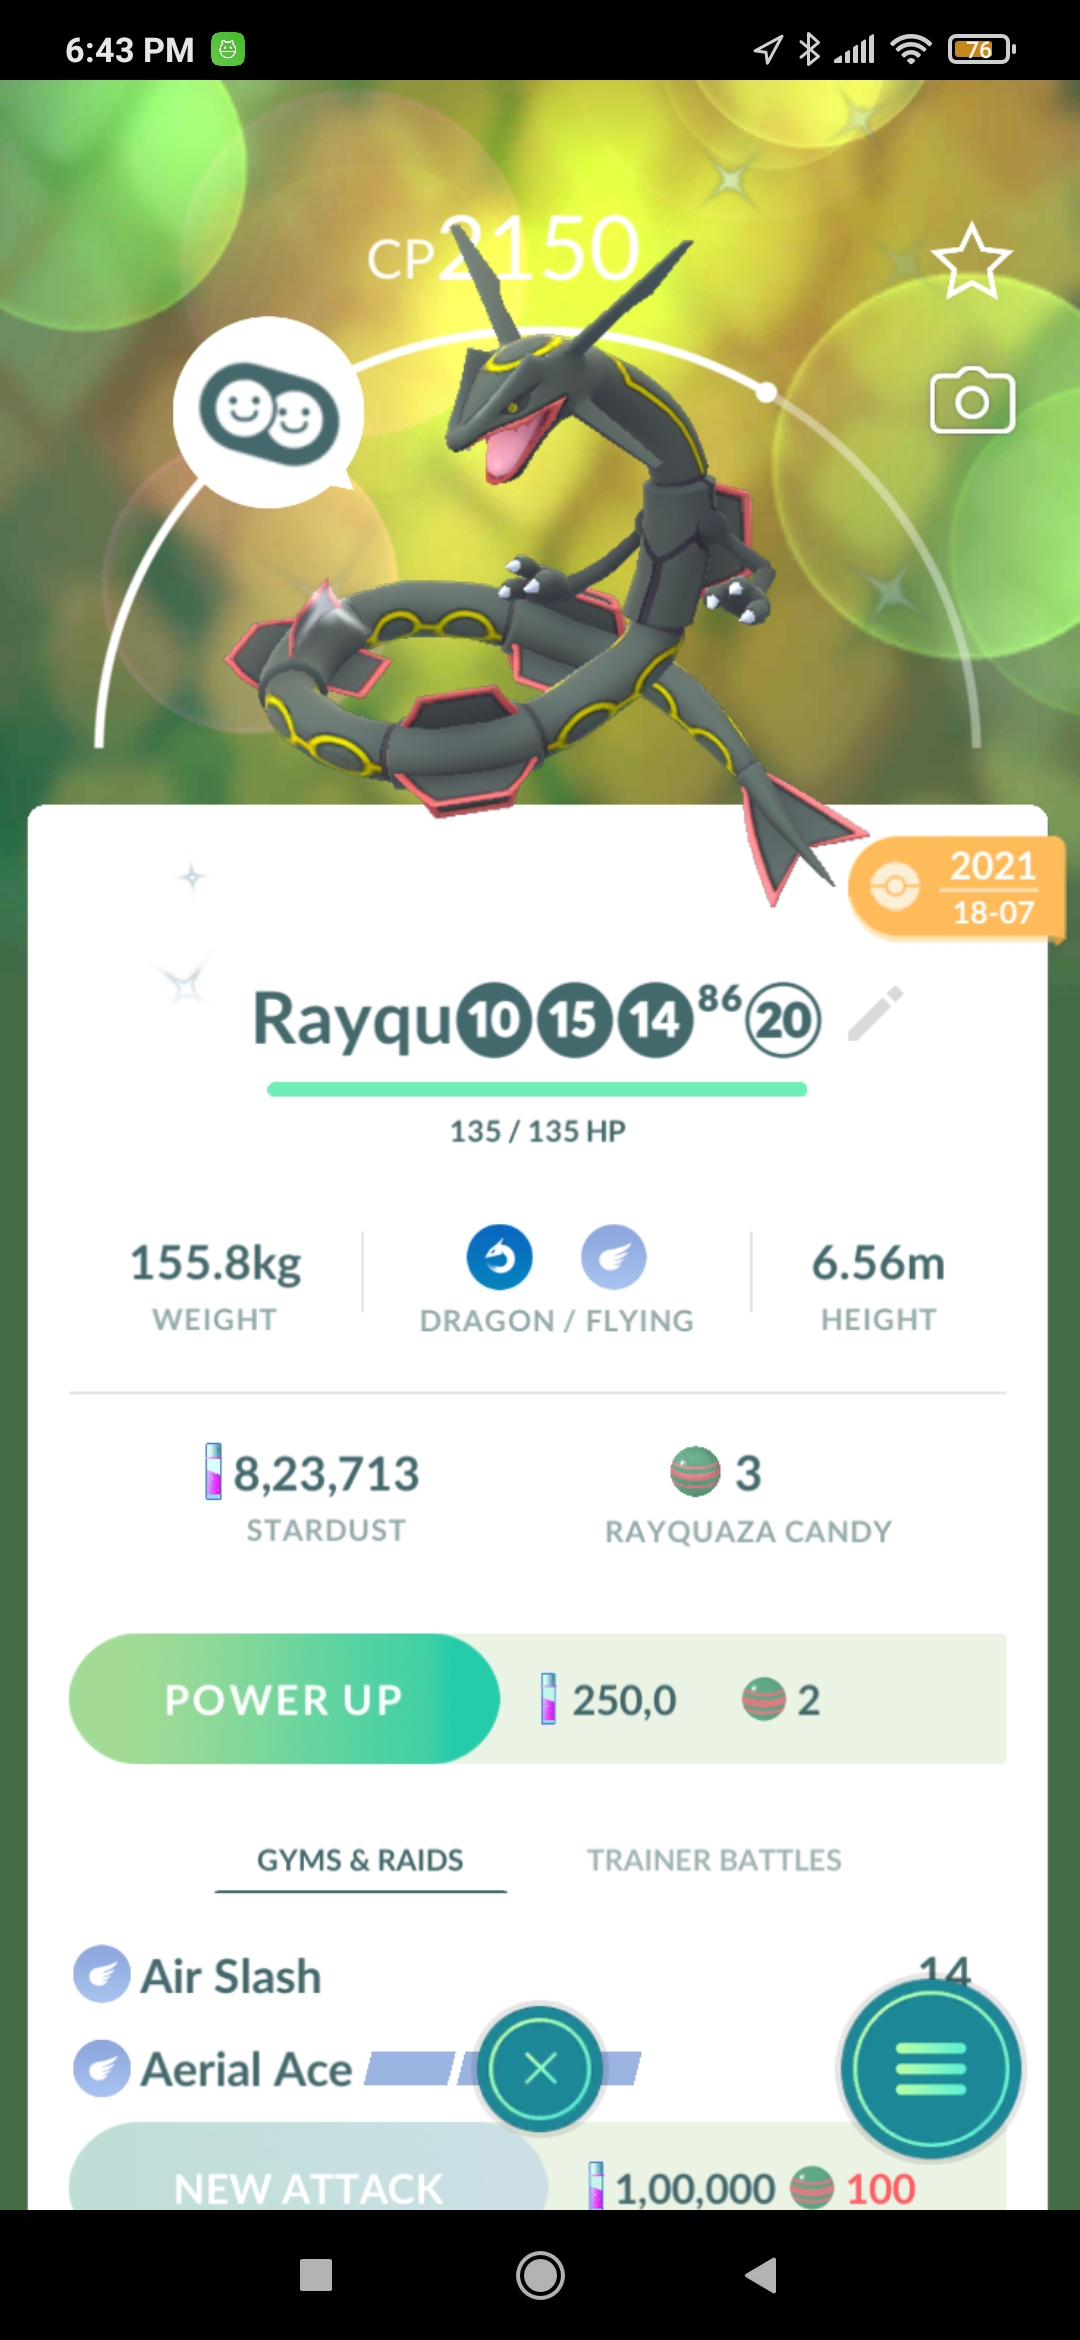 6:43 PM
76
CP2150
2021
18-07
Rayqu⑩⑮⑭⁸⁶⑳
135 / 135 HP
155.8kg
WEIGHT
DRAGON / FLYING
6.56m
HEIGHT
8,23,713
STARDUST
3
RAYQUAZA CANDY
POWER UP
250,0
2
GYMS & RAIDS
TRAINER BATTLES
Air Slash
14
Aerial Ace
NEW ATTACK
1,00,000
100